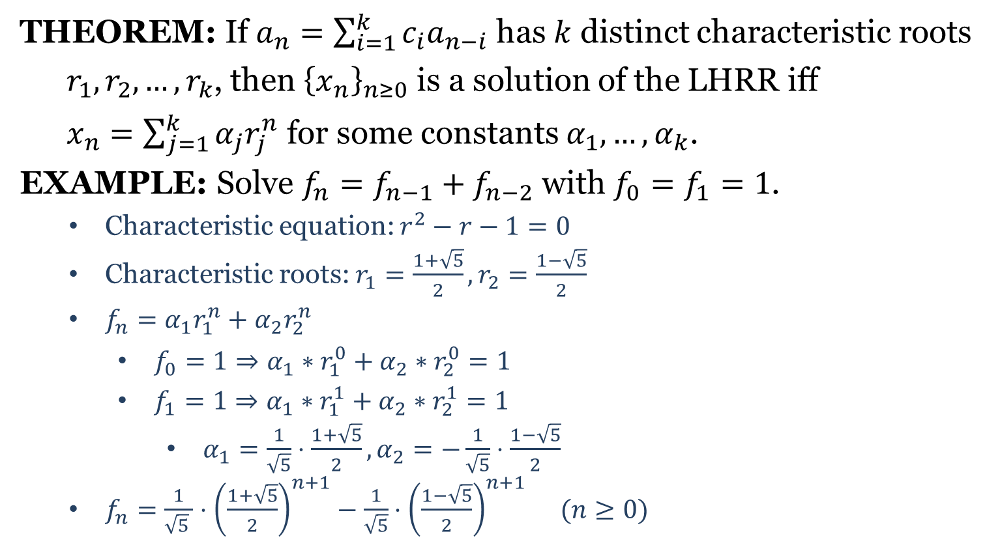 THEOREM: If $a_n = \sum_{i=1}^{k} c_i a_{n-i}$ has $k$ distinct characteristic roots
$r_1, r_2, \ldots, r_k$, then $\{x_n\}_{n \geq 0}$ is a solution of the LHRR iff
$x_n = \sum_{j=1}^{k} \alpha_j r_j^n$ for some constants $\alpha_1, \ldots, \alpha_k$.
EXAMPLE: Solve $f_n = f_{n-1} + f_{n-2}$ with $f_0 = f_1 = 1$.
• Characteristic equation: $r^2 - r - 1 = 0$
• Characteristic roots: $r_1 = \frac{1+\sqrt{5}}{2}, r_2 = \frac{1-\sqrt{5}}{2}$
• $f_n = \alpha_1 r_1^n + \alpha_2 r_2^n$
• $f_0 = 1 \Rightarrow \alpha_1 * r_1^0 + \alpha_2 * r_2^0 = 1$
• $f_1 = 1 \Rightarrow \alpha_1 * r_1^1 + \alpha_2 * r_2^1 = 1$
• $\alpha_1 = \frac{1}{\sqrt{5}} \cdot \frac{1+\sqrt{5}}{2}, \alpha_2 = -\frac{1}{\sqrt{5}} \cdot \frac{1-\sqrt{5}}{2}$
• $f_n = \frac{1}{\sqrt{5}} \cdot \left(\frac{1+\sqrt{5}}{2}\right)^{n+1} - \frac{1}{\sqrt{5}} \cdot \left(\frac{1-\sqrt{5}}{2}\right)^{n+1} \quad (n \geq 0)$